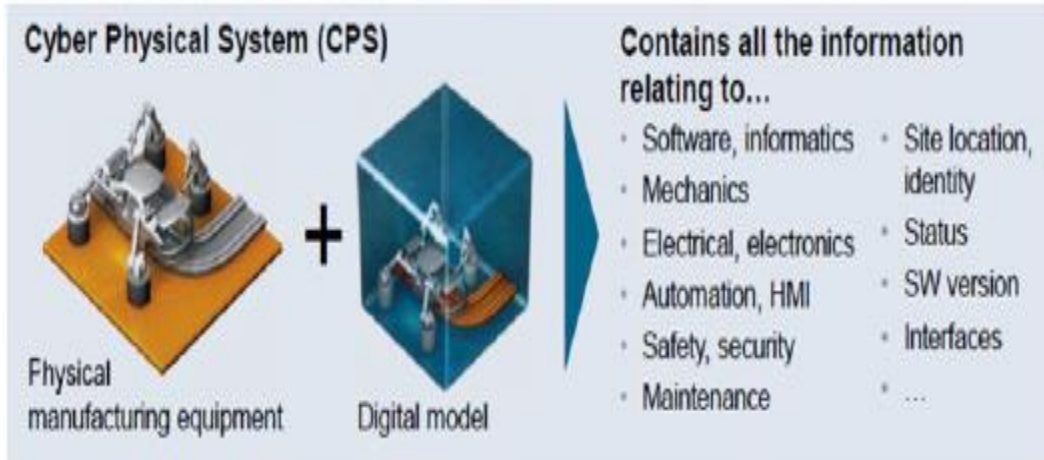 Cyber Physical System (CPS)
+
Fhysical
manufacturing equipment
Digital model
Contains all the information
relating to...
• Software, informatics
• Mechanics
• Electrical, electronics
• Automation, HMI
• Safety, security
• Maintenance
• Site location,
identity
• Status
• SW version
• Interfaces
• ...